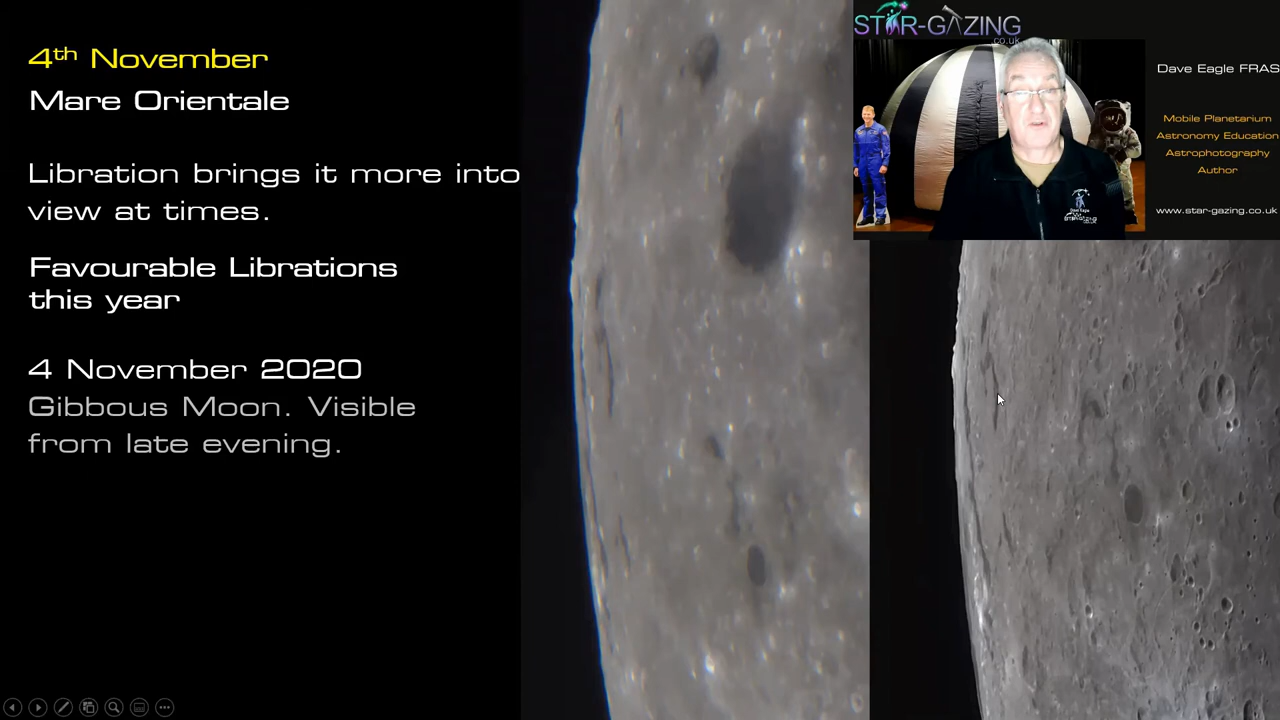 4th November
Mare Orientale
Libration brings it more into
view at times.
Favourable Librations
this year
4 November 2020
Gibbous Moon. Visible
from late evening.
STAR-GAZING
co.uk
Dave Eagle FRAS
Mobile Planetarium
Astronomy Education
Astrophotography
Author
www.star-gazing.co.uk